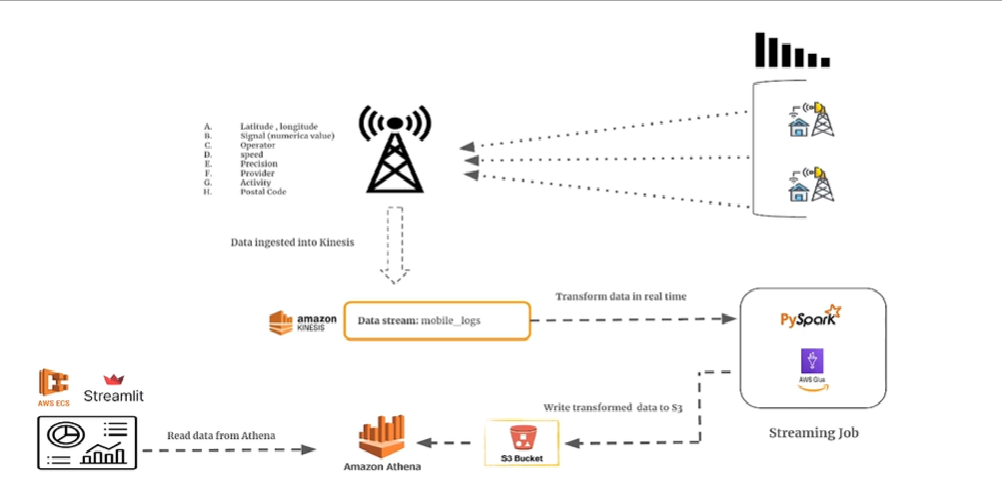 A. Latitude , longitude
B. Signal (numerica value)
C. Operator
D. speed
E. Precision
F. Provider
G. Activity
H. Postal Code
Data ingested into Kinesis
amazon
KINESIS
Data stream: mobile_logs
Transform data in real time
PySpark
AWS Glue
Streaming Job
Write transformed data to S3
S3 Bucket
Amazon Athena
Read data from Athena
AWS ECS
Streamlit